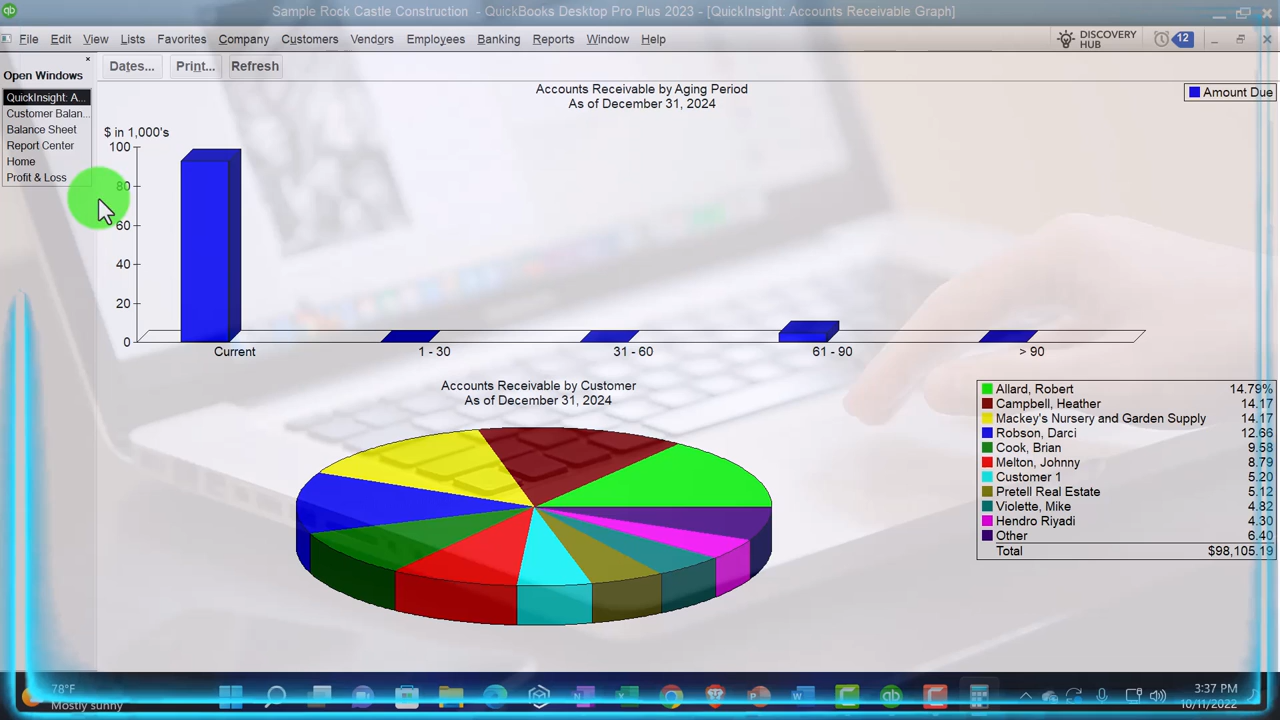 Sample Rock Castle Construction - QuickBooks Desktop Pro Plus 2023 - [QuickInsight: Accounts Receivable Graph]
File Edit View Lists Favorites Company Customers Vendors Employees Banking Reports Window Help
DISCOVERY
HUB
12
Open Windows
QuickInsight: A...
Customer Balan...
Balance Sheet
Report Center
Home
Profit & Loss
Dates... Print... Refresh
Accounts Receivable by Aging Period
As of December 31, 2024
Amount Due
$ in 1,000's
100
80
60
40
20
0
Current 1 - 30 31 - 60 61 - 90 > 90
Accounts Receivable by Customer
As of December 31, 2024
Allard, Robert 14.79%
Campbell, Heather 14.17
Mackey's Nursery and Garden Supply 14.17
Robson, Darci 12.66
Cook, Brian 9.58
Melton, Johnny 8.79
Customer 1 5.20
Pretell Real Estate 5.12
Violette, Mike 4.82
Hendro Riyadi 4.30
Other 6.40
Total $98,105.19
78°F
Mostly sunny
3:37 PM
10/11/2022